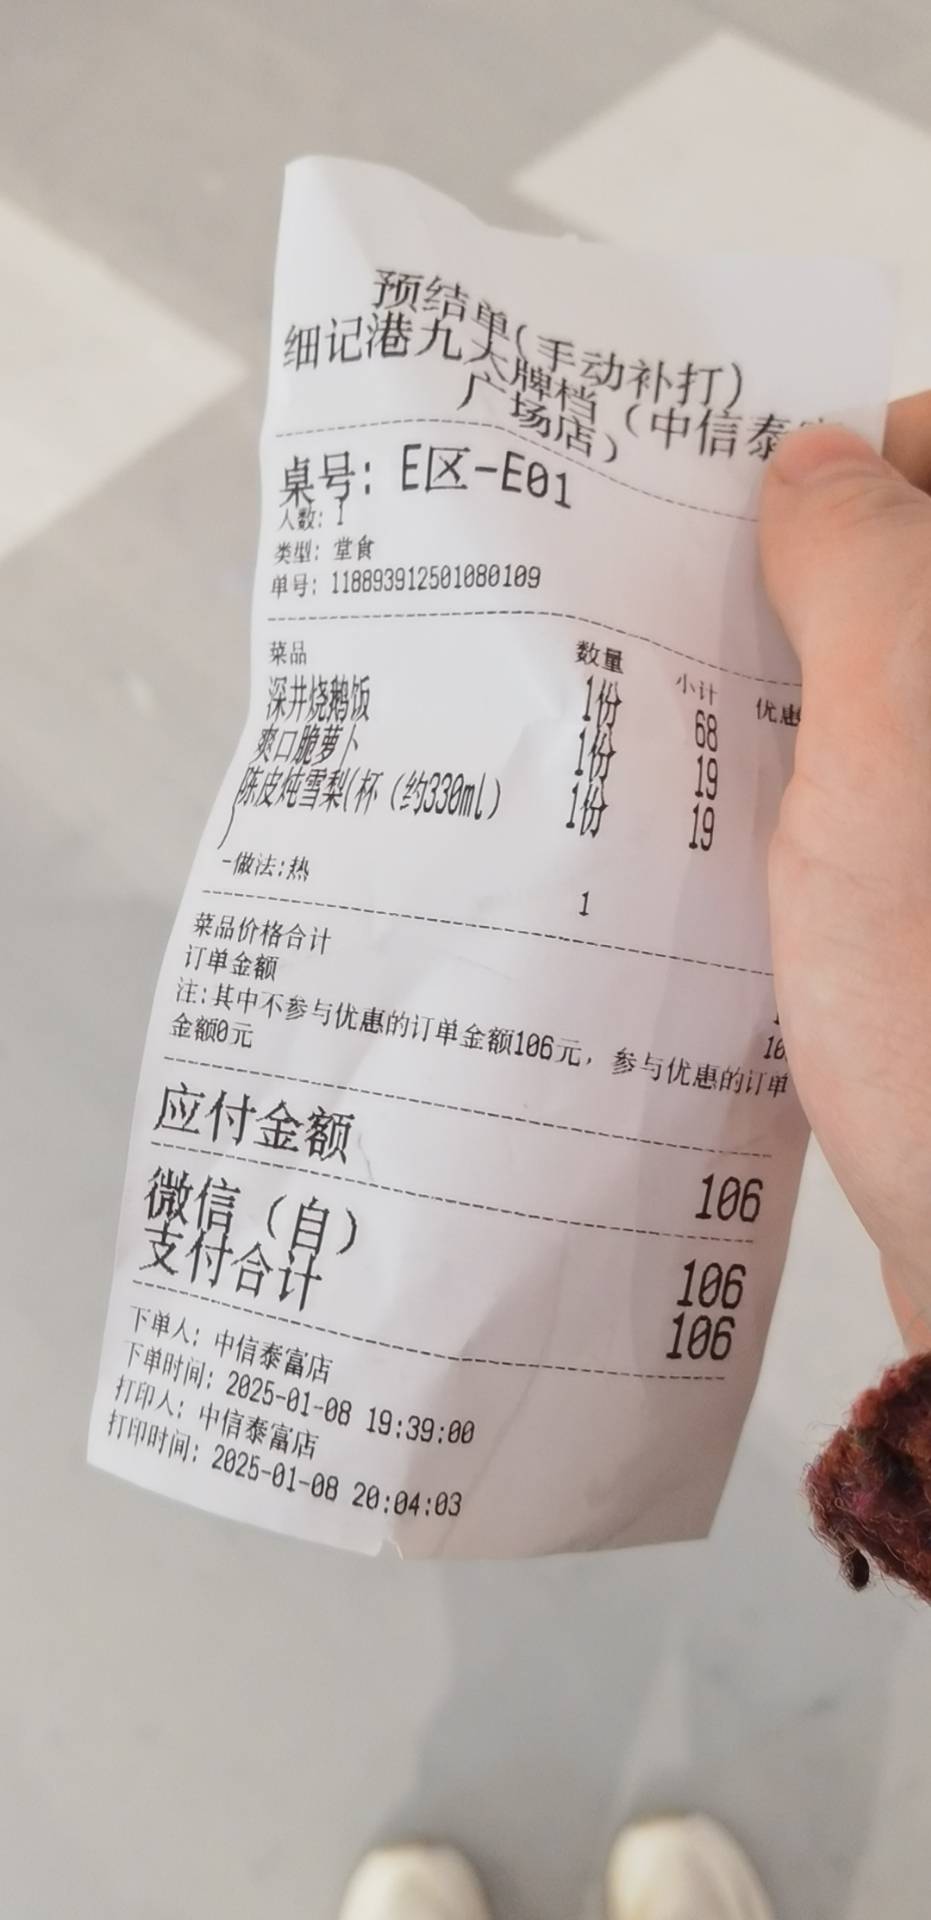 预结单(手动补打)
细记港九大牌档(中信泰
广场店)
桌号: E区-E01
人数: 1
类型: 堂食
单号: 118893912501080109
菜品 数量 小计 优惠
深井烧鹅饭 1份 68
爽口脆萝卜 1份 19
陈皮炖雪梨(杯(约330ml) 1份 19
)
-做法:热 1
菜品价格合计
订单金额
注:其中不参与优惠的订单金额106元, 参与优惠的订单
金额0元
应付金额 106
微信(自) 106
支付合计 106
下单人: 中信泰富店
下单时间: 2025-01-08 19:39:00
打印人: 中信泰富店
打印时间: 2025-01-08 20:04:03